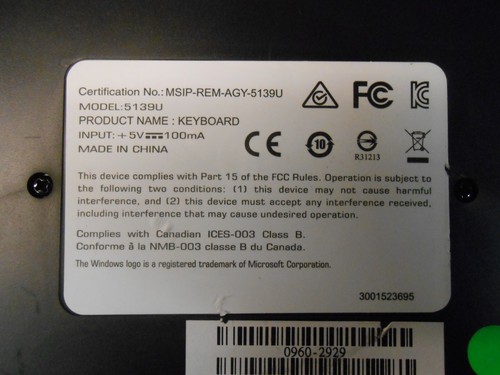 Certification No.: MSIP-REM-AGY-5139U
MODEL:5139U
PRODUCT NAME : KEYBOARD
INPUT: +5V⎓100mA
MADE IN CHINA
FC
CE
10
R31213
This device complies with Part 15 of the FCC Rules. Operation is subject to
the following two conditions: (1) this device may not cause harmful
interference, and (2) this device must accept any interference received,
including interference that may cause undesired operation.
Complies with Canadian ICES-003 Class B.
Conforme â la NMB-003 classe B du Canada.
The Windows logo is a registered trademark of Microsoft Corporation.
3001523695
0960-2929